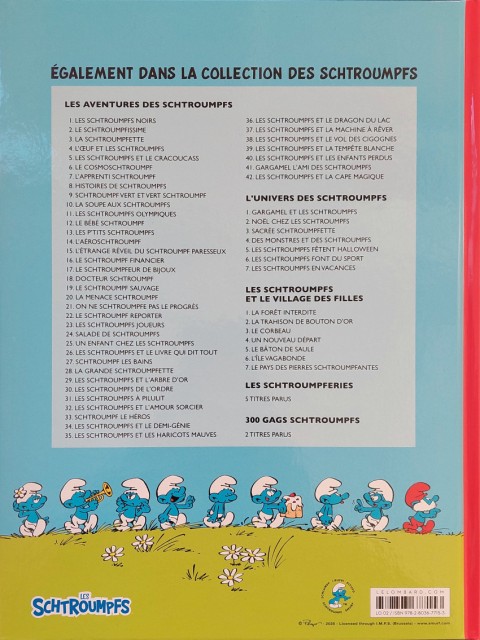 ÉGALEMENT DANS LA COLLECTION DES SCHTROUMPFS
LES AVENTURES DES SCHTROUMPFS
1. LES SCHTROUMPFS NOIRS
2. LE SCHTROUMPFISSIME
3. LA SCHTROUMPFETTE
4. L'ŒUF ET LES SCHTROUMPFS
5. LES SCHTROUMPFS ET LE CRACOUCASS
6. LE COSMOSCHTROUMPF
7. L'APPRENTI SCHTROUMPF
8. HISTOIRES DE SCHTROUMPFS
9. SCHTROUMPF VERT ET VERT SCHTROUMPF
10. LA SOUPE AUX SCHTROUMPFS
11. LES SCHTROUMPFS OLYMPIQUES
12. LE BÉBÉ SCHTROUMPF
13. LES P'TITS SCHTROUMPFS
14. L'AÉROSCHTROUMPF
15. L'ÉTRANGE RÉVEIL DU SCHTROUMPF PARESSEUX
16. LE SCHTROUMPF FINANCIER
17. LE SCHTROUMPFEUR DE BIJOUX
18. DOCTEUR SCHTROUMPF
19. LE SCHTROUMPF SAUVAGE
20. LA MENACE SCHTROUMPF
21. ON NE SCHTROUMPFE PAS LE PROGRÈS
22. LE SCHTROUMPF REPORTER
23. LES SCHTROUMPFS JOUEURS
24. SALADE DE SCHTROUMPFS
25. UN ENFANT CHEZ LES SCHTROUMPFS
26. LES SCHTROUMPFS ET LE LIVRE QUI DIT TOUT
27. SCHTROUMPF LES BAINS
28. LA GRANDE SCHTROUMPFETTE
29. LES SCHTROUMPFS ET L'ARBRE D'OR
30. LES SCHTROUMPFS DE L'ORDRE
31. LES SCHTROUMPFS A PILULIT
32. LES SCHTROUMPFS ET L'AMOUR SORCIER
33. SCHTROUMPF LE HÉROS
34. LES SCHTROUMPFS ET LE DEMI-GÉNIE
35. LES SCHTROUMPFS ET LES HARICOTS MAUVES
36. LES SCHTROUMPFS ET LE DRAGON DU LAC
37. LES SCHTROUMPFS ET LA MACHINE À RÊVER
38. LES SCHTROUMPFS ET LE VOL DES CIGOGNES
39. LES SCHTROUMPFS ET LA TEMPÊTE BLANCHE
40. LES SCHTROUMPFS ET LES ENFANTS PERDUS
41. GARGAMEL L'AMI DES SCHTROUMPFS
42. LES SCHTROUMPFS ET LA CAPE MAGIQUE
L'UNIVERS DES SCHTROUMPFS
1. GARGAMEL ET LES SCHTROUMPFS
2. NOËL CHEZ LES SCHTROUMPFS
3. SACRÉE SCHTROUMPFETTE
4. DES MONSTRES ET DES SCHTROUMPFS
5. LES SCHTROUMPFS FÊTENT HALLOWEEN
6. LES SCHTROUMPFS FONT DU SPORT
7. LES SCHTROUMPFS EN VACANCES
LES SCHTROUMPFS
ET LE VILLAGE DES FILLES
1. LA FORÊT INTERDITE
2. LA TRAHISON DE BOUTON D'OR
3. LE CORBEAU
4. UN NOUVEAU DÉPART
5. LE BÂTON DE SAULE
6. L'ÎLE VAGABONDE
7. LE PAYS DES PIERRES SCHTROUMPFANTES
LES SCHTROUMPFERIES
5 TITRES PARUS
300 GAGS SCHTROUMPFS
2 TITRES PARUS
LES
SCHTROUMPFS
LELOMBARD.COM
© Peyo - Licensed through I.M.P.S. (Brussels) - www.smurf.com